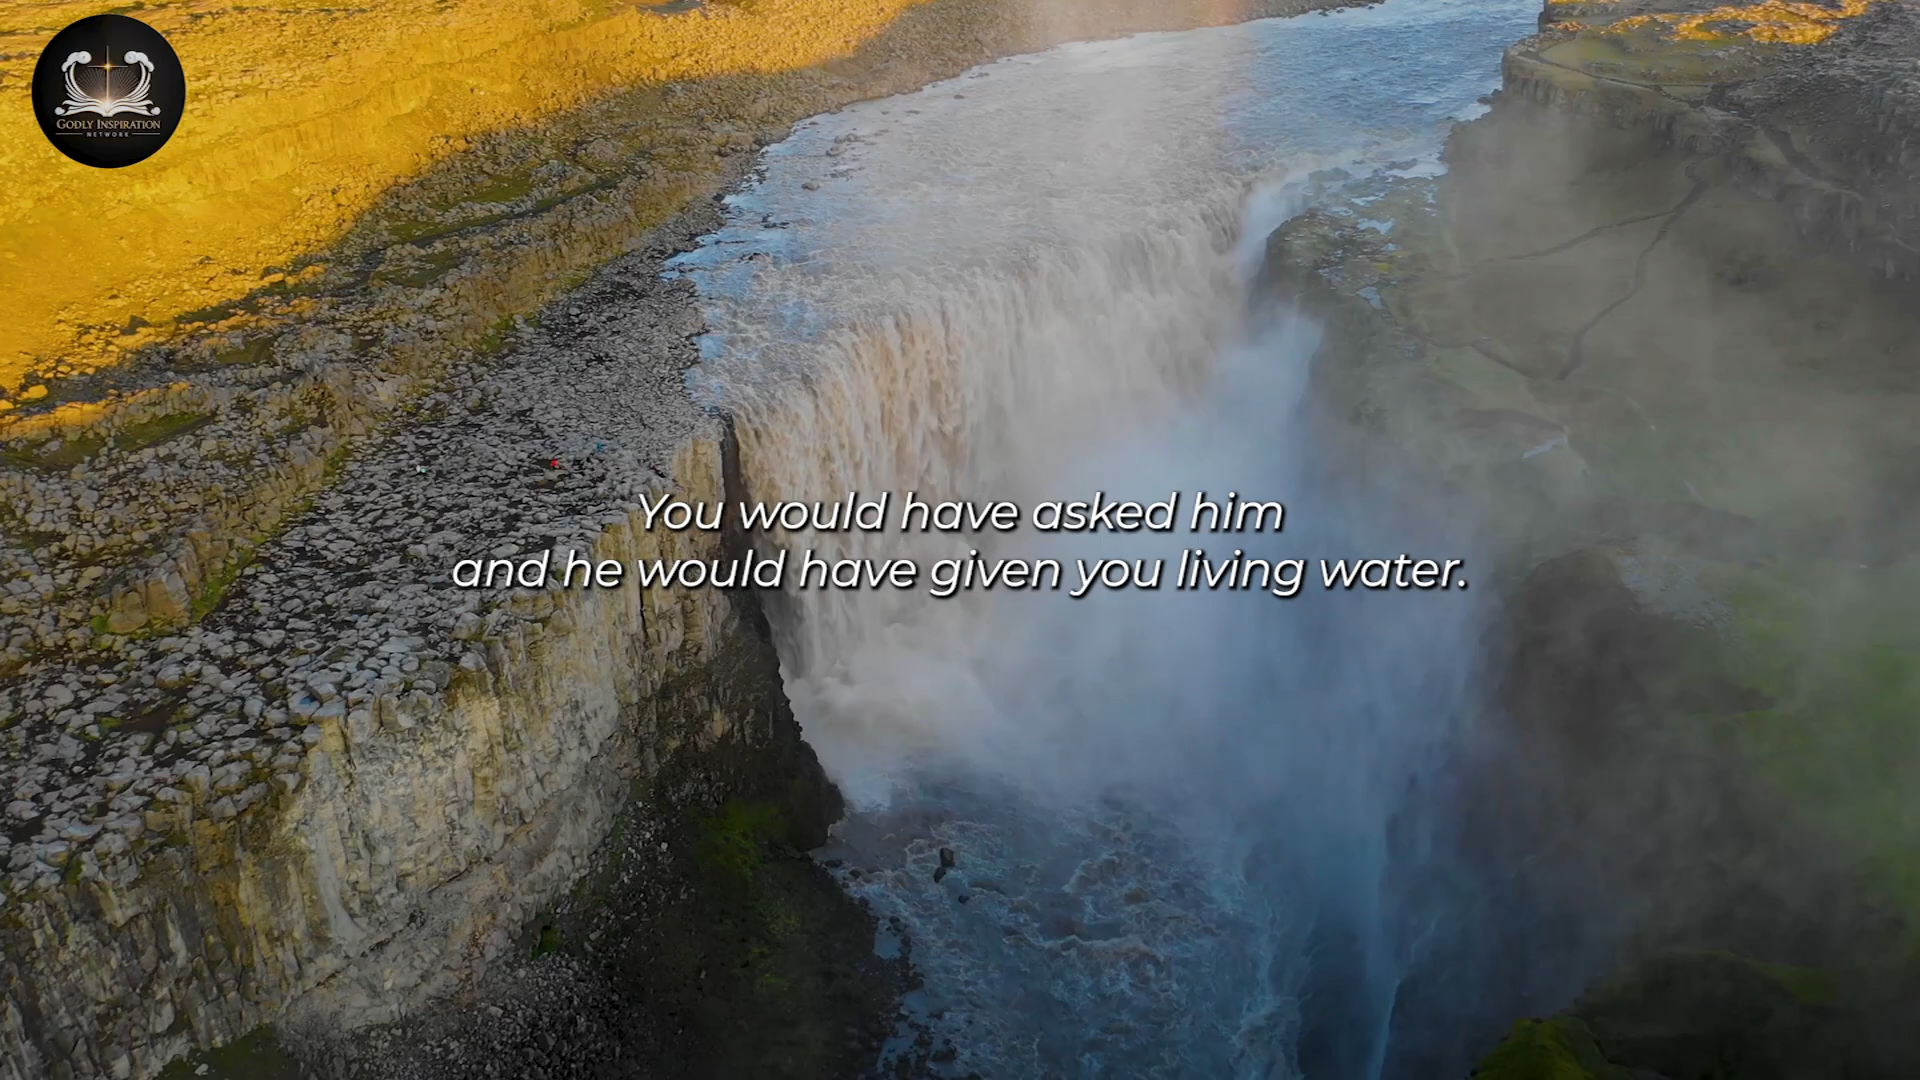 GODLY INSPIRATION
NETWORK
You would have asked him
and he would have given you living water.